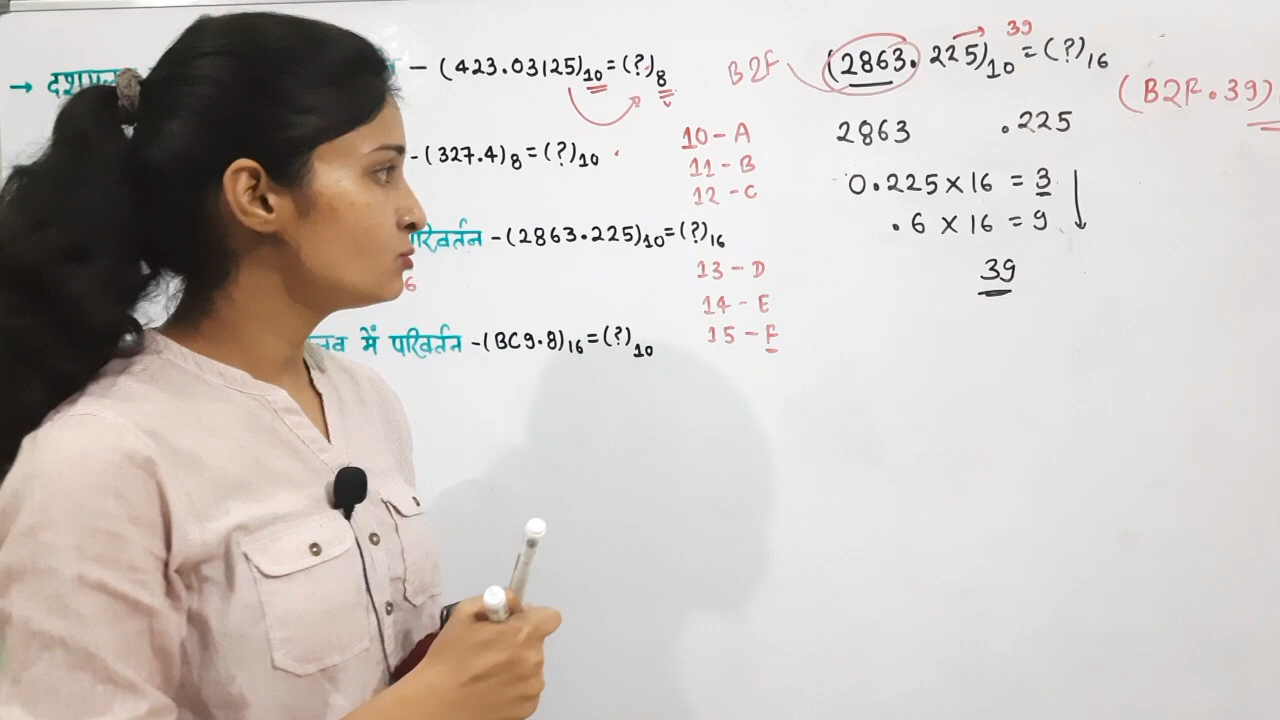 → - (423.03125)10=(?)8
-(327.4)8=(?)10
परिवर्तन -(2863.225)10=(?)16
6
में परिवर्तन -(BC9.8)16=(?)10
10-A
11-B
12-C
13-D
14-E
15-F
B2F
39
(2863.225)10=(?)16
(B2F.39)
2863 .225
0.225×16 = 3
.6 × 16 = 9
39